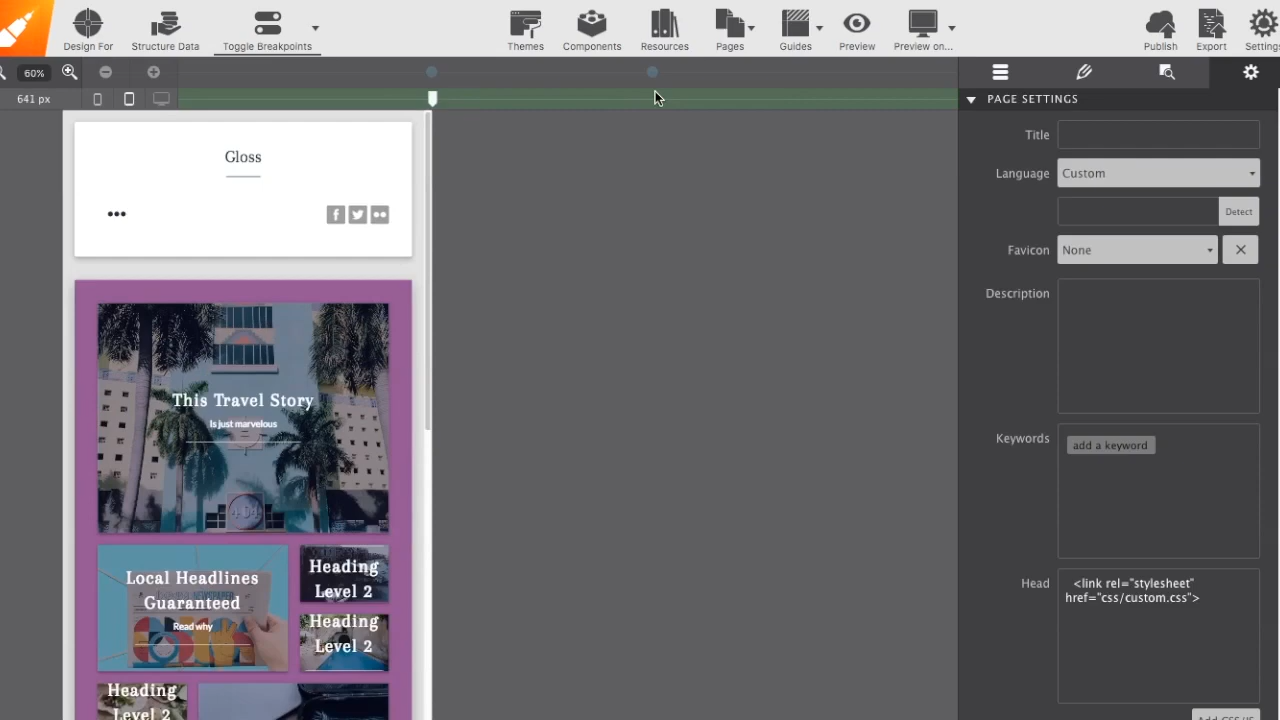 Design For
Structure Data
Toggle Breakpoints
Themes
Components
Resources
Pages
Guides
Preview
Preview on...
Publish
Export
Settings
60%
641 px
PAGE SETTINGS
Title
Language
Custom
Detect
Favicon
None
Description
Keywords
add a keyword
Head
<link rel="stylesheet"
href="css/custom.css">
Gloss
This Travel Story
Is just marvelous
Local Headlines
Guaranteed
Read why
Heading
Level 2
Heading
Level 2
Heading
Level 2